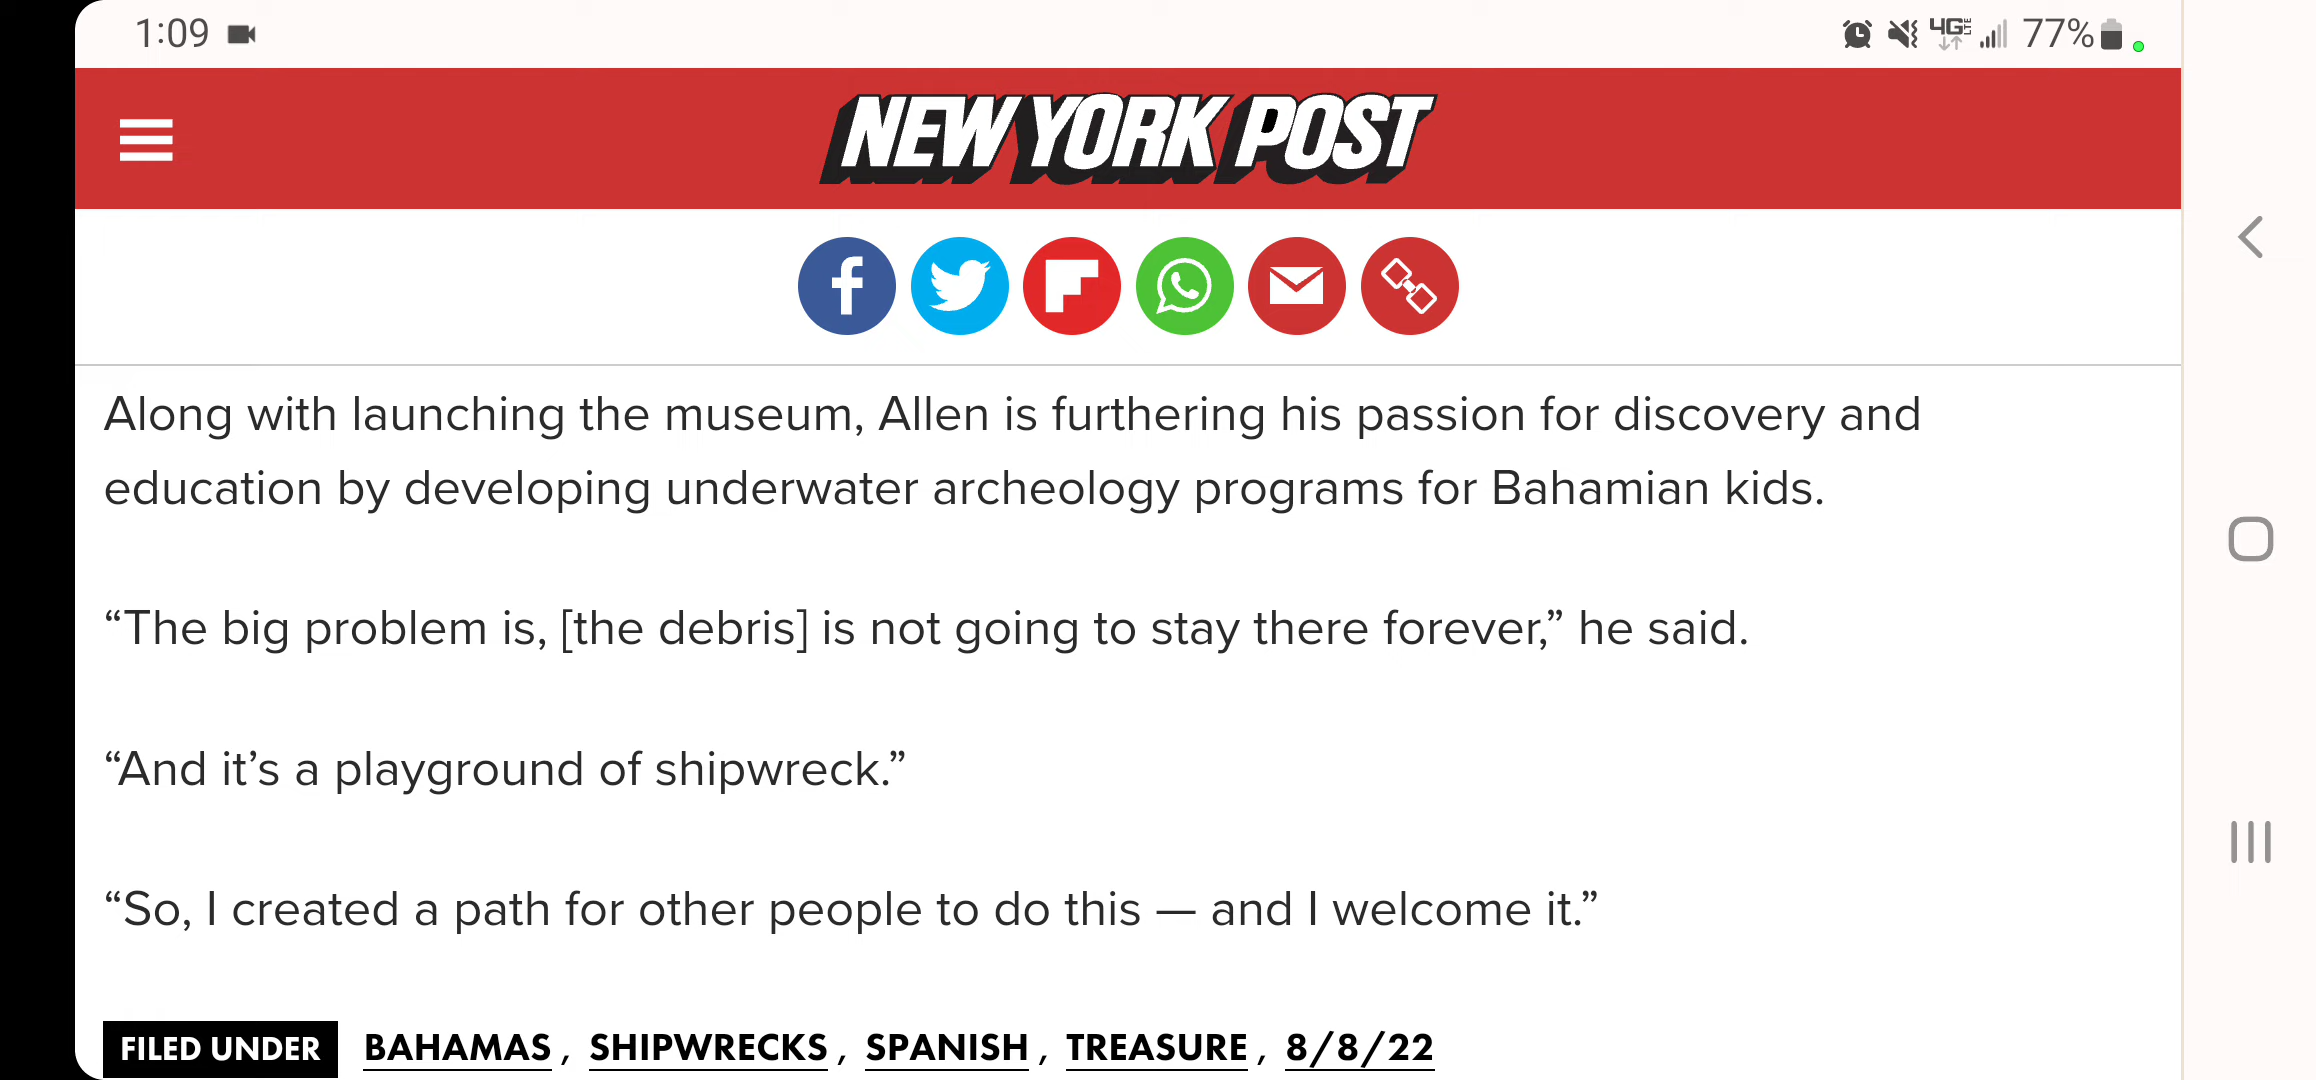 1:09
4G LTE 77%
NEW YORK POST
Along with launching the museum, Allen is furthering his passion for discovery and
education by developing underwater archeology programs for Bahamian kids.
“The big problem is, [the debris] is not going to stay there forever,” he said.
“And it’s a playground of shipwreck.”
“So, I created a path for other people to do this — and I welcome it.”
FILED UNDER BAHAMAS, SHIPWRECKS, SPANISH, TREASURE, 8/8/22